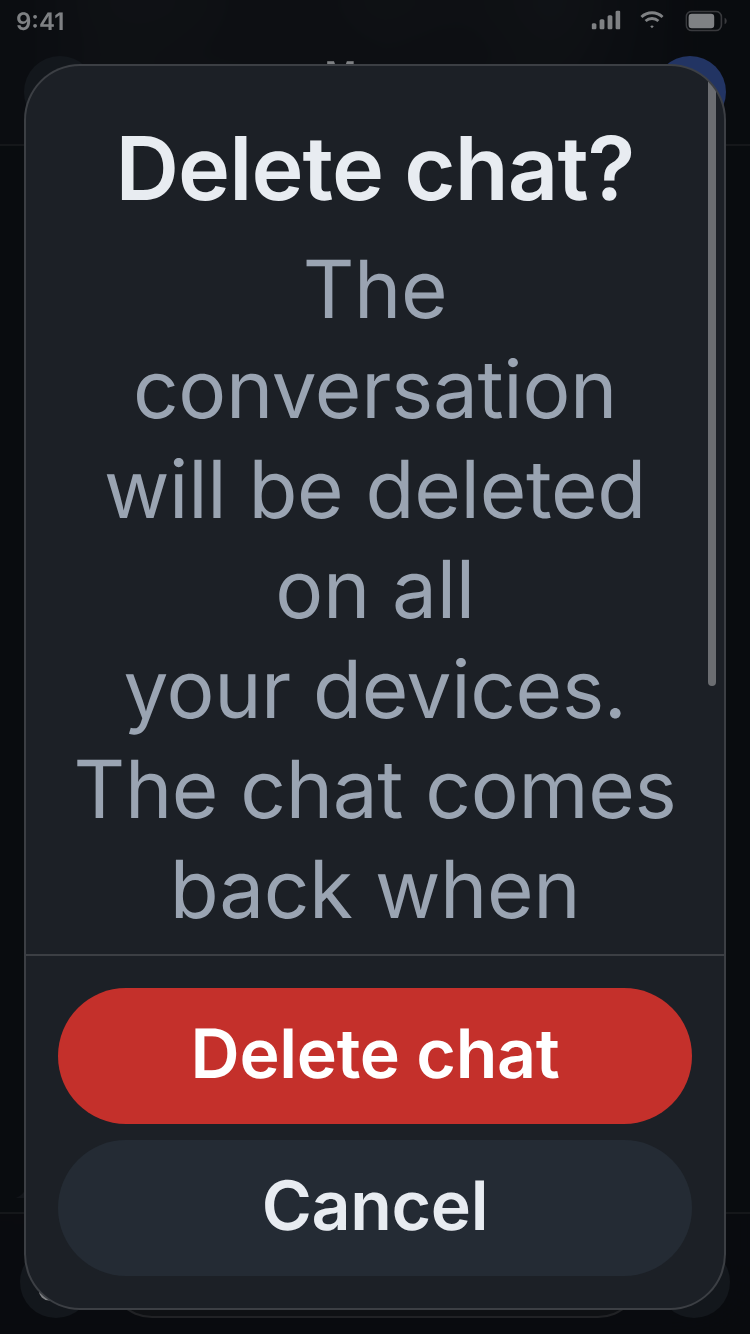 9:41
Delete chat?
The
conversation
will be deleted
on all
your devices.
The chat comes
back when
Delete chat
Cancel